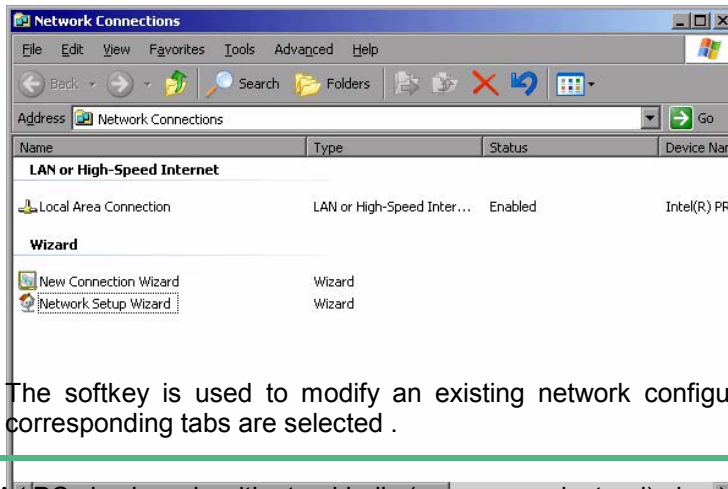 Network Connections
File Edit View Favorites Tools Advanced Help
Back Search Folders
Address Network Connections Go
Name Type Status Device Nar
LAN or High-Speed Internet
Local Area Connection LAN or High-Speed Inter... Enabled Intel(R) PR
Wizard
New Connection Wizard Wizard
Network Setup Wizard Wizard
The softkey is used to modify an existing network configu
corresponding tabs are selected .